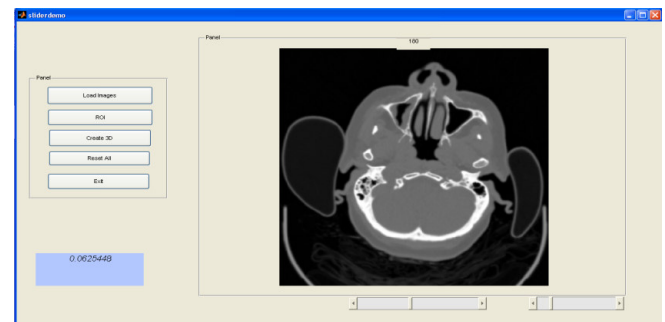 sliderdemo
Panel
160
Panel
Load Images
ROI
Create 3D
Reset All
Exit
0.0625448